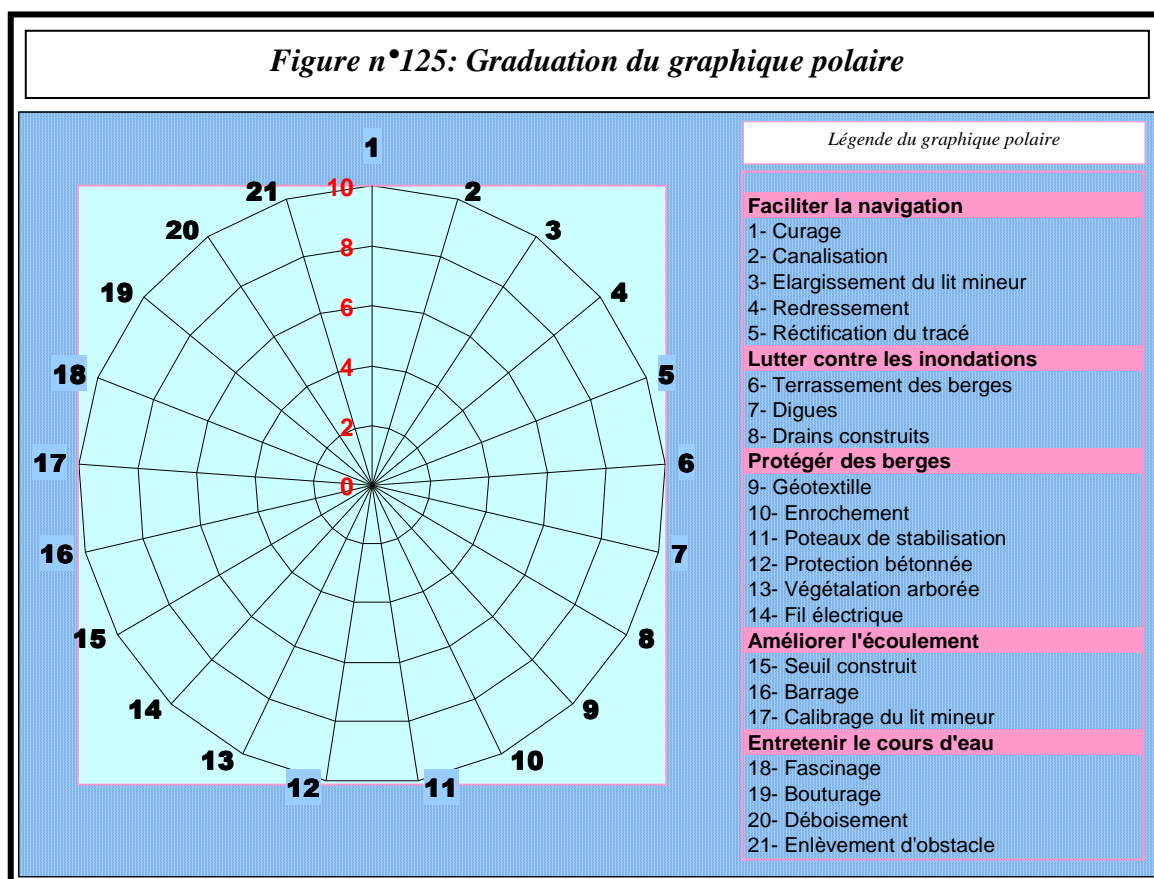 Figure n°125: Graduation du graphique polaire
1
2
3
4
5
6
7
8
9
10
11
12
13
14
15
16
17
18
19
20
21
10
8
6
4
2
0
Légende du graphique polaire
Faciliter la navigation
1- Curage
2- Canalisation
3- Elargissement du lit mineur
4- Redressement
5- Réctification du tracé
Lutter contre les inondations
6- Terrassement des berges
7- Digues
8- Drains construits
Protégér des berges
9- Géotextille
10- Enrochement
11- Poteaux de stabilisation
12- Protection bétonnée
13- Végétalation arborée
14- Fil électrique
Améliorer l'écoulement
15- Seuil construit
16- Barrage
17- Calibrage du lit mineur
Entretenir le cours d'eau
18- Fascinage
19- Bouturage
20- Déboisement
21- Enlèvement d'obstacle